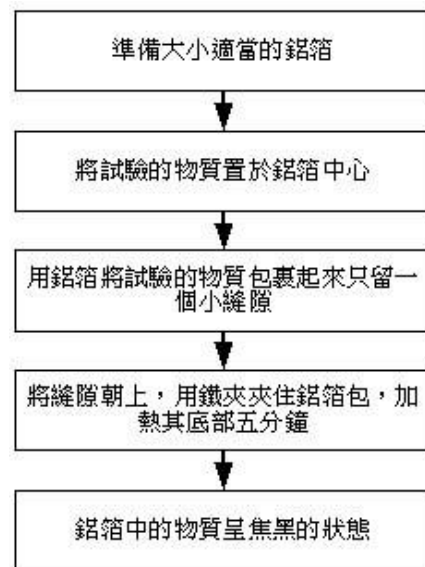 準備大小適當的鋁箔
將試驗的物質置於鋁箔中心
用鋁箔將試驗的物質包裹起來只留一
個小縫隙
將縫隙朝上，用鐵夾夾住鋁箔包，加
熱其底部五分鐘
鋁箔中的物質呈焦黑的狀態